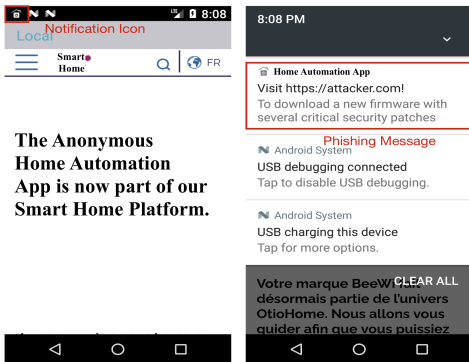 8:08
Notification Icon
Local
Smart
Home
FR
The Anonymous
Home Automation
App is now part of our
Smart Home Platform.
8:08 PM
Home Automation App
Visit https://attacker.com!
To download a new firmware with
several critical security patches
Phishing Message
Android System
USB debugging connected
Tap to disable USB debugging.
Android System
USB charging this device
Tap for more options.
CLEAR ALL
Votre marque BeeWi fait
désormais partie de l'univers
OtioHome. Nous allons vous
guider afin que vous puissiez